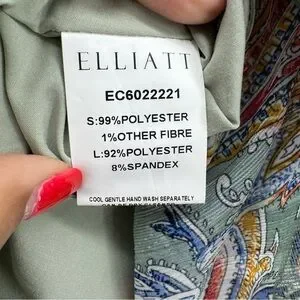 ELLIATT
EC6022221
S:99%POLYESTER
1%OTHER FIBRE
L:92%POLYESTER
8%SPANDEX
COOL GENTLE HAND WASH SEPARATELY